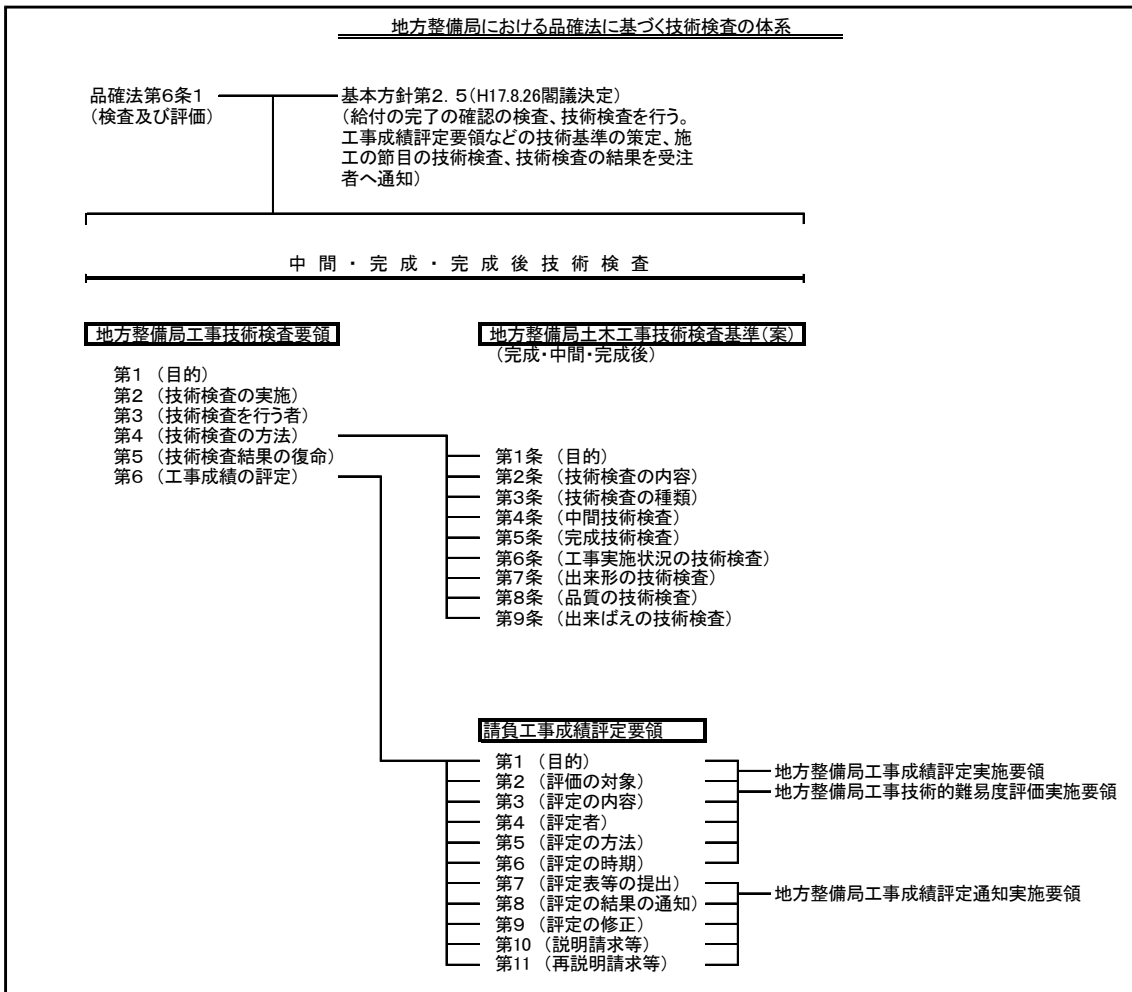 地方整備局における品確法に基づく技術検査の体系
品確法第6条1
(検査及び評価)
基本方針第2．5(H17.8.26閣議決定)
(給付の完了の確認の検査、技術検査を行う。
工事成績評定要領などの技術基準の策定、施
工の節目の技術検査、技術検査の結果を受注
者へ通知)
中間・完成・完成後技術検査
地方整備局工事技術検査要領
第1 (目的)
第2 (技術検査の実施)
第3 (技術検査を行う者)
第4 (技術検査の方法)
第5 (技術検査結果の復命)
第6 (工事成績の評定)
地方整備局土木工事技術検査基準(案)
(完成・中間・完成後)
第1条 (目的)
第2条 (技術検査の内容)
第3条 (技術検査の種類)
第4条 (中間技術検査)
第5条 (完成技術検査)
第6条 (工事実施状況の技術検査)
第7条 (出来形の技術検査)
第8条 (品質の技術検査)
第9条 (出来ばえの技術検査)
請負工事成績評定要領
第1 (目的)
第2 (評価の対象)
第3 (評定の内容)
第4 (評定者)
第5 (評定の方法)
第6 (評定の時期)
第7 (評定表等の提出)
第8 (評定の結果の通知)
第9 (評定の修正)
第10 (説明請求等)
第11 (再説明請求等)
地方整備局工事成績評定実施要領
地方整備局工事技術的難易度評価実施要領
地方整備局工事成績評定通知実施要領